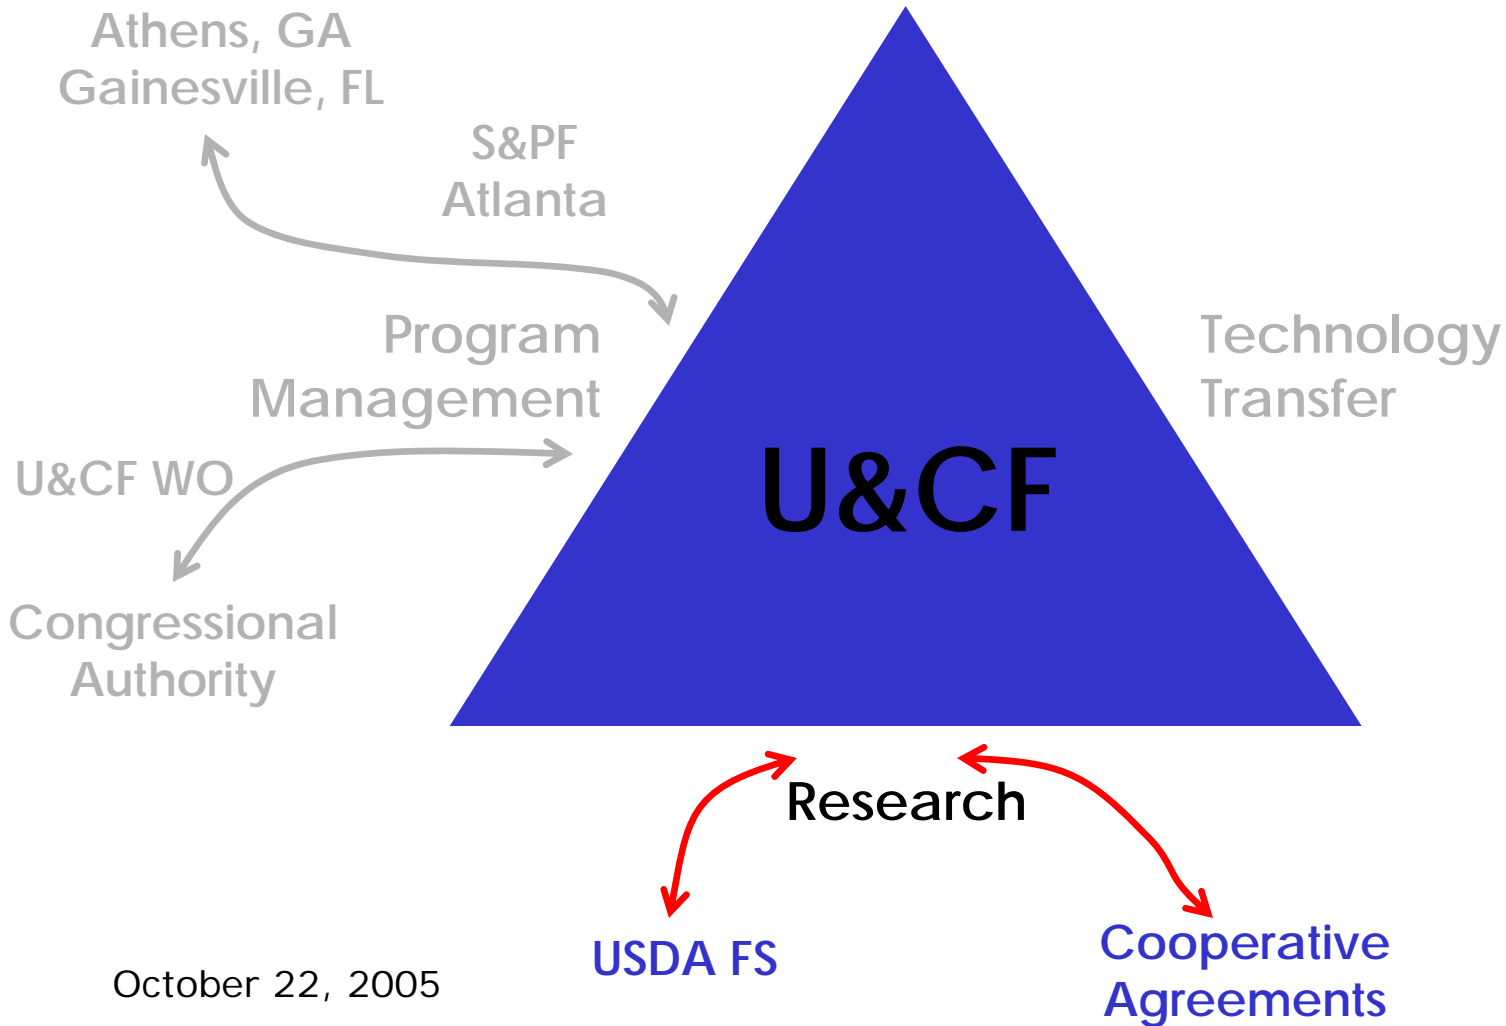 Athens, GA
Gainesville, FL
S&PF
Atlanta
Program
Management
Technology
Transfer
U&CF WO
U&CF
Congressional
Authority
Research
USDA FS
Cooperative
Agreements
October 22, 2005